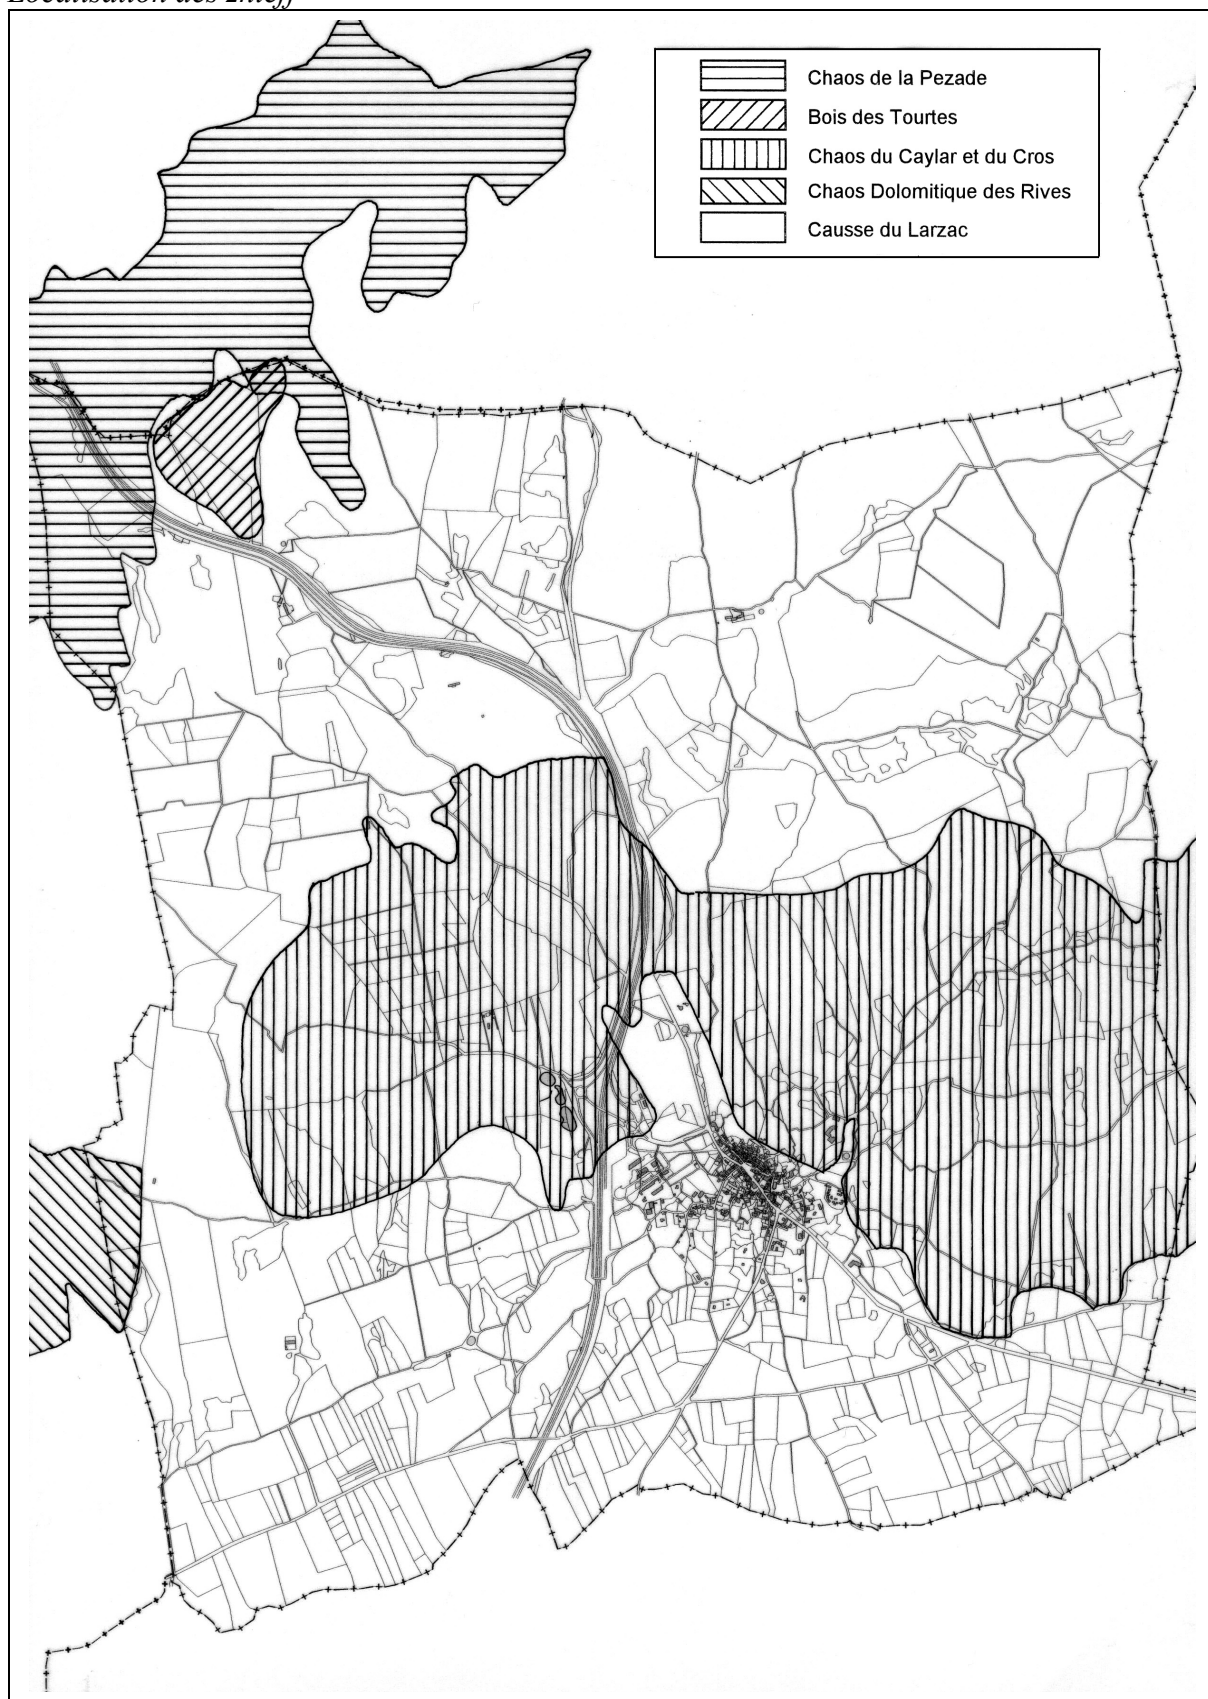 Localisation des znieff
Chaos de la Pezade
Bois des Tourtes
Chaos du Caylar et du Cros
Chaos Dolomitique des Rives
Causse du Larzac